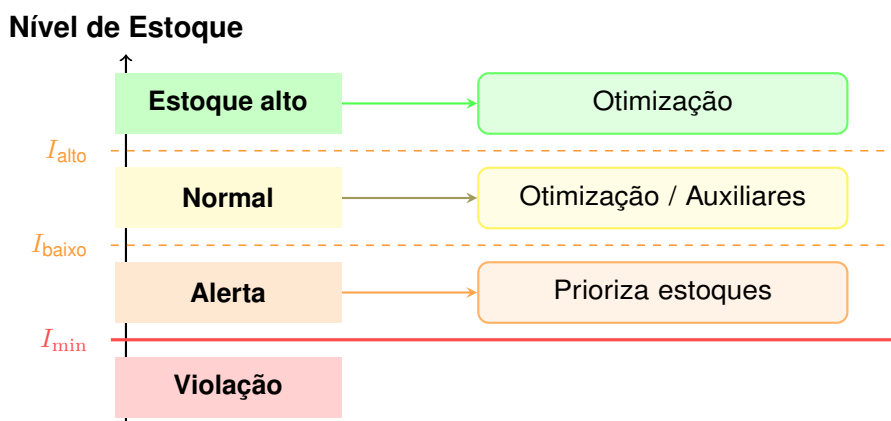 Nível de Estoque
Estoque alto
Otimização
I_alto
Normal
Otimização / Auxiliares
I_baixo
Alerta
Prioriza estoques
I_min
Violação